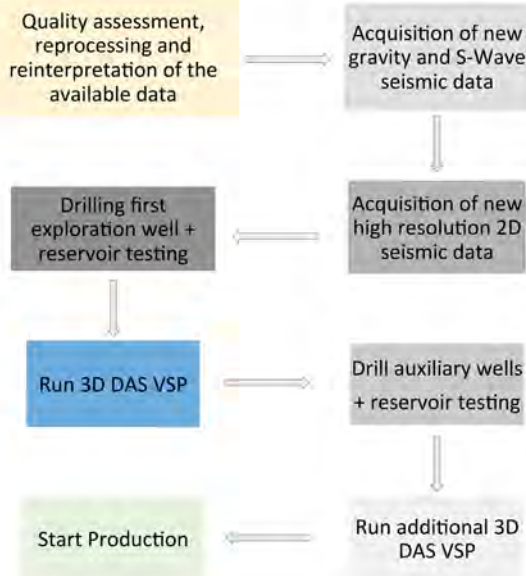 Quality assessment,
reprocessing and
reinterpretation of the
available data
Acquisition of new
gravity and S-Wave
seismic data
Acquisition of new
high resolution 2D
seismic data
Drilling first
exploration well +
reservoir testing
Run 3D DAS VSP
Drill auxiliary wells
+ reservoir testing
Run additional 3D
DAS VSP
Start Production